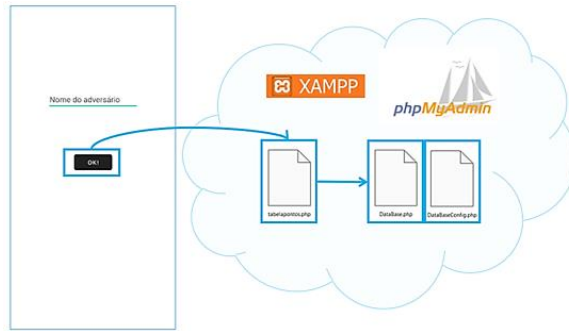 Nome do adversário
OK!
XAMPP
phpMyAdmin
tabelapontos.php
DataBase.php
DataBaseConfig.php